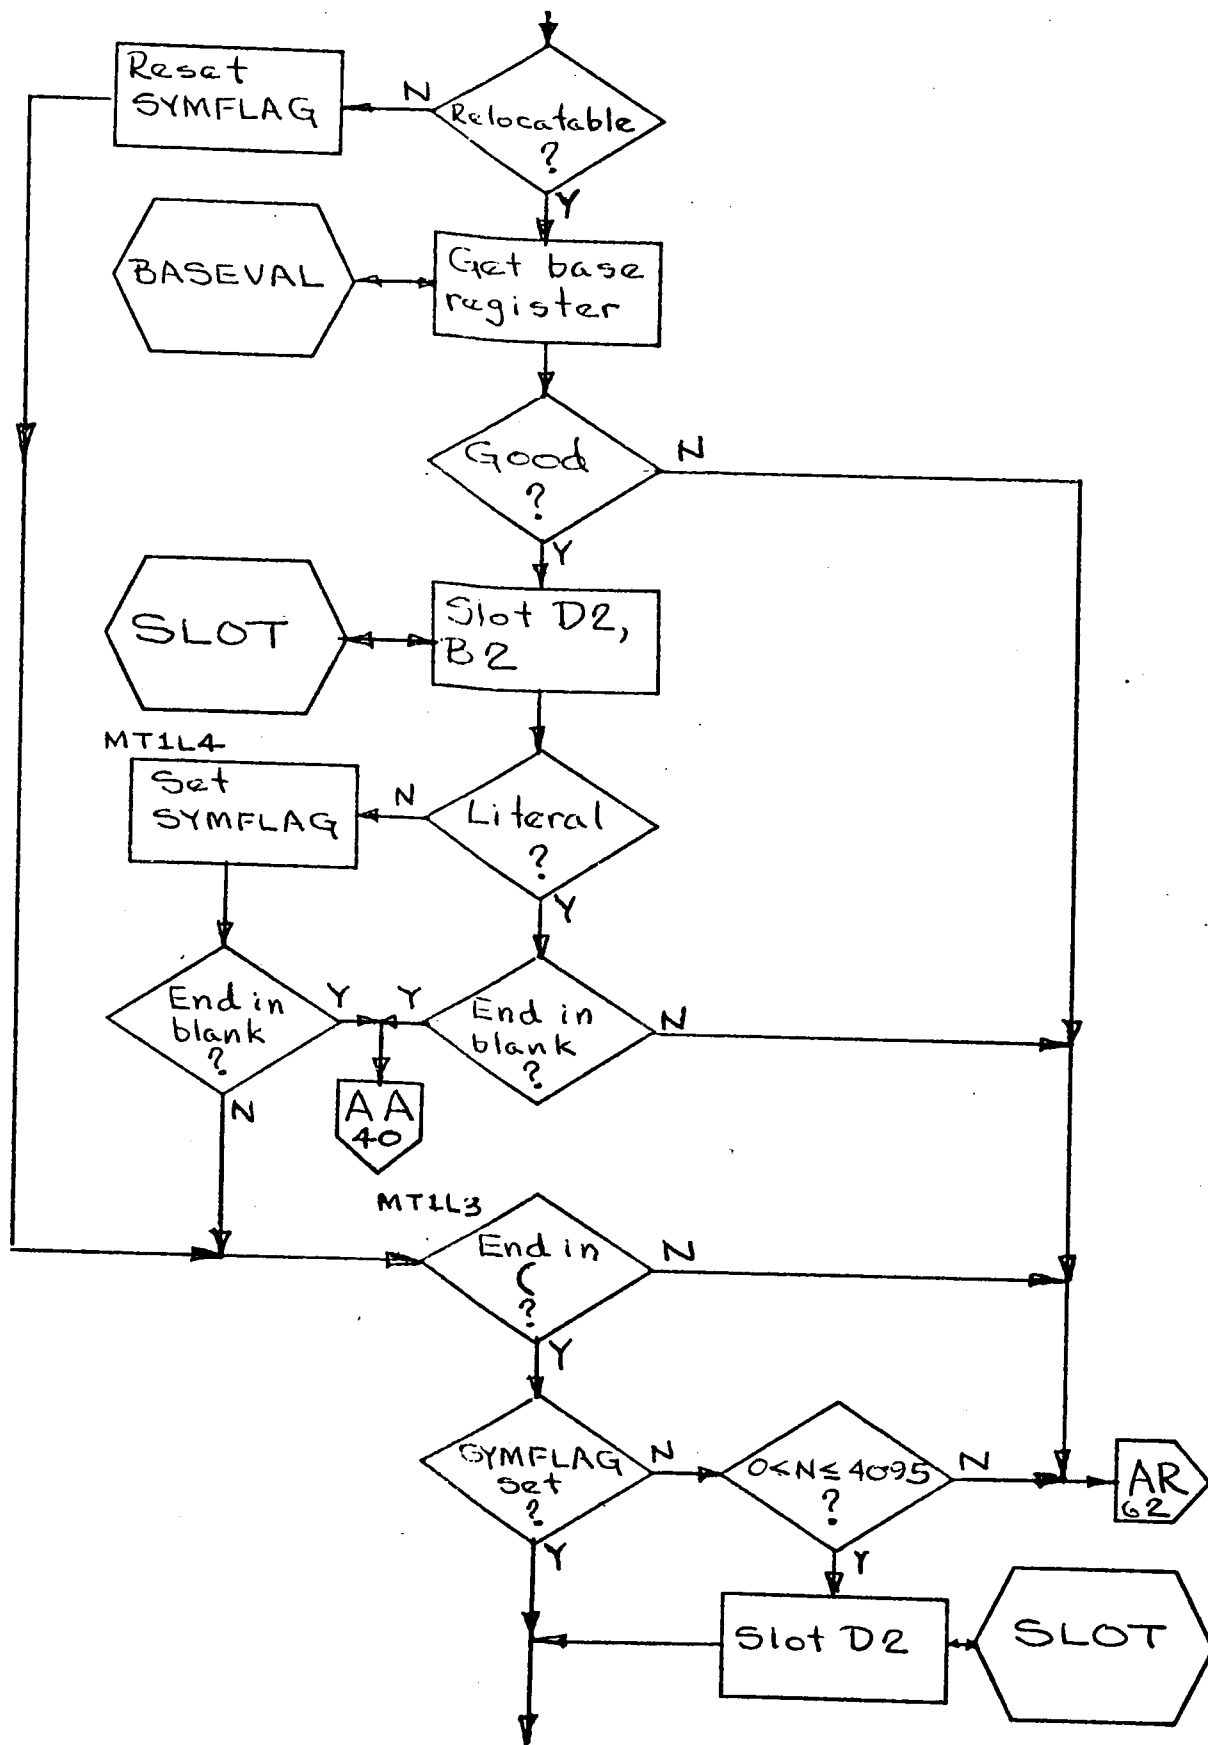 Reset
SYMFLAG
N
Relocatable
?
Y
BASEVAL
Get base
register
Good
?
N
Y
SLOT
Slot D2,
B2
MT1L4
Set
SYMFLAG
N
Literal
?
Y
End in
blank
?
Y
Y
End in
blank
?
N
N
AA
40
MT1L3
End in
(
?
N
Y
SYMFLAG
set
?
N
0<N≤4095
?
N
AR
62
Y
Y
Slot D2
SLOT